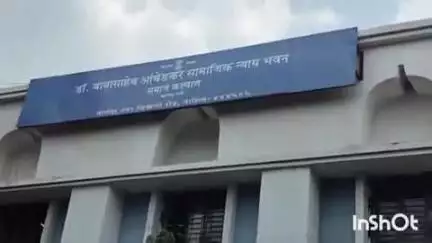 डॉ. बाबासाहेब आंबेडकर सामाजिक न्याय भवन
समाज कल्याण
InShOt